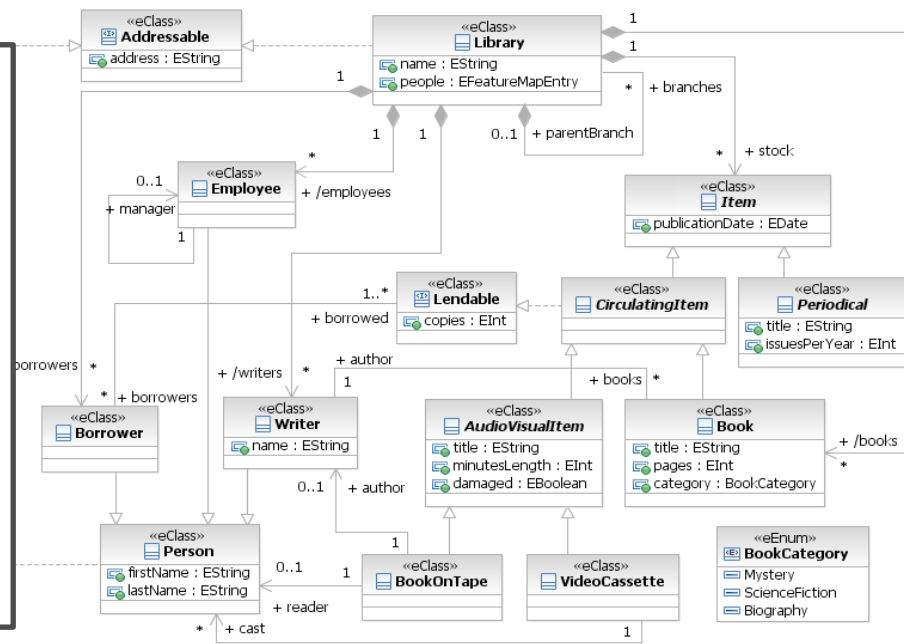 «eClass»
Addressable
address : EString
«eClass»
Library
name : EString
people : EFeatureMapEntry
1
1
1
1
1
*
+ branches
0..1
+ parentBranch
*
+ stock
*
+ /employees
«eClass»
Employee
0..1
+ manager
1
«eClass»
Item
publicationDate : EDate
«eClass»
Lendable
copies : EInt
1..*
+ borrowed
«eClass»
CirculatingItem
«eClass»
Periodical
title : EString
issuesPerYear : EInt
borrowers
*
*
+ borrowers
+ /writers
*
+ author
1
+ books
*
«eClass»
Borrower
«eClass»
Writer
name : EString
«eClass»
AudioVisualItem
title : EString
minutesLength : EInt
damaged : EBoolean
«eClass»
Book
title : EString
pages : EInt
category : BookCategory
+ /books
*
0..1
+ author
1
«eClass»
Person
firstName : EString
lastName : EString
0..1
1
+ reader
«eClass»
BookOnTape
«eClass»
VideoCassette
«eEnum»
BookCategory
Mystery
ScienceFiction
Biography
*
+ cast
1